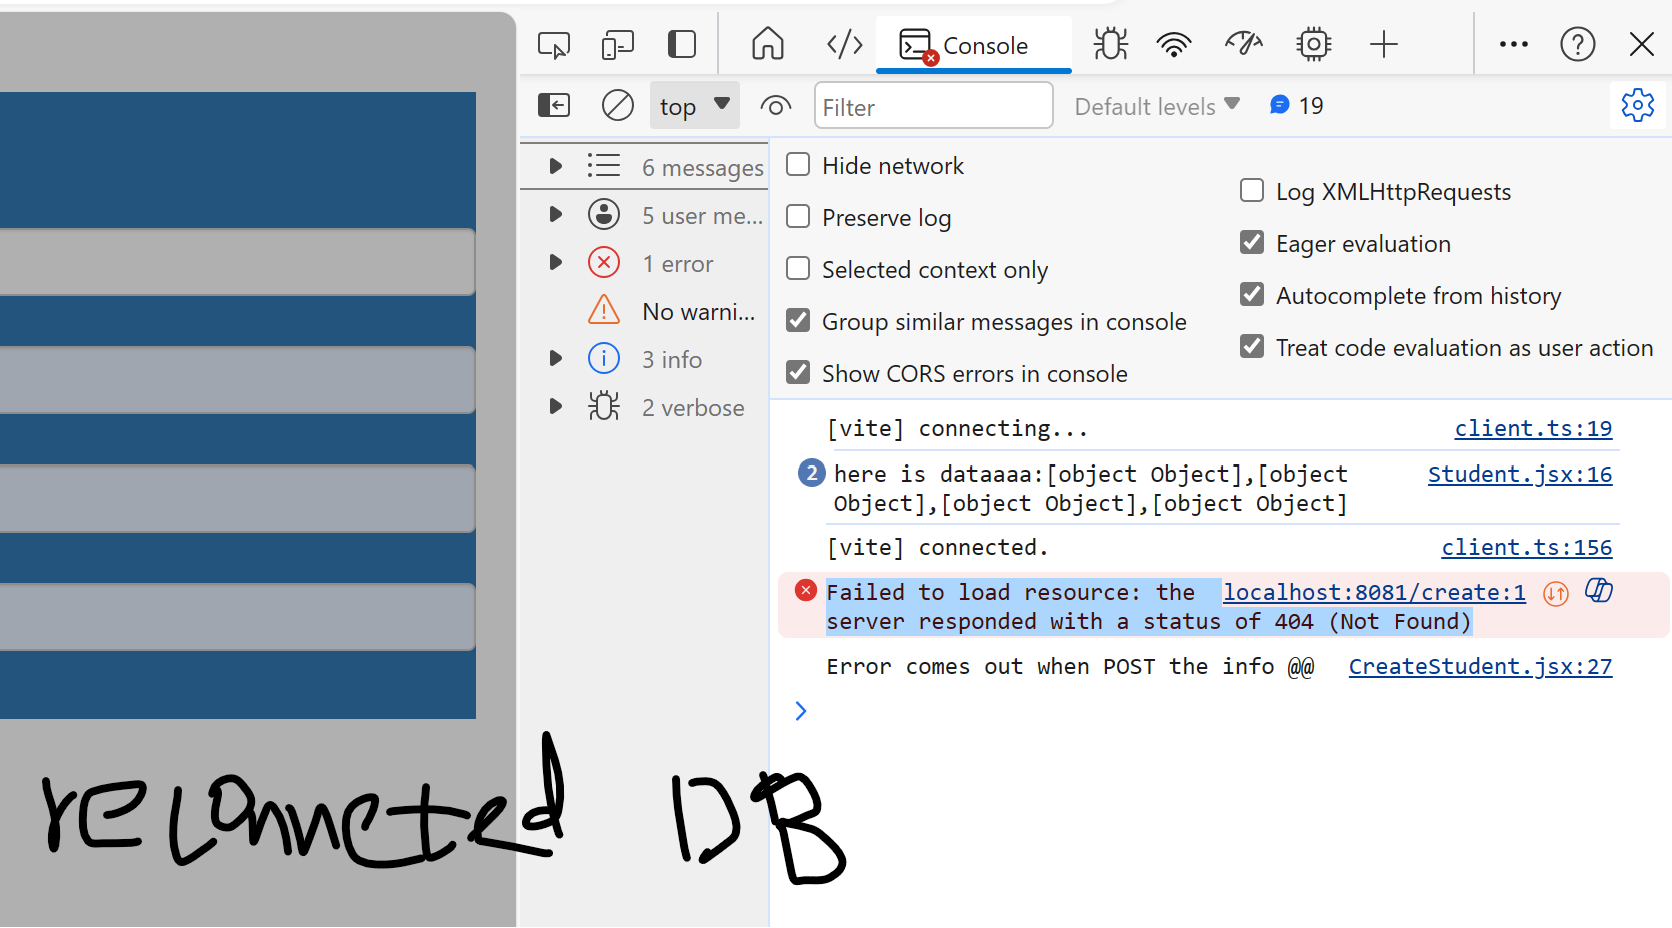 Console
top
Filter
Default levels
19
6 messages
5 user me...
1 error
No warni...
3 info
2 verbose
Hide network
Preserve log
Selected context only
Group similar messages in console
Show CORS errors in console
Log XMLHttpRequests
Eager evaluation
Autocomplete from history
Treat code evaluation as user action
[vite] connecting... client.ts:19
2 here is dataaaa:[object Object],[object Student.jsx:16
Object],[object Object],[object Object]
[vite] connected. client.ts:156
Failed to load resource: the localhost:8081/create:1
server responded with a status of 404 (Not Found)
Error comes out when POST the info @@ CreateStudent.jsx:27
DB